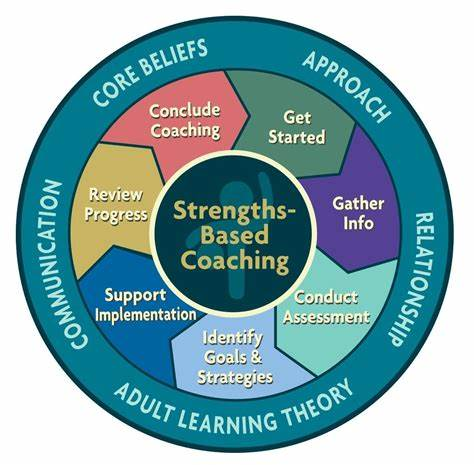 CORE BELIEFS
APPROACH
RELATIONSHIP
ADULT LEARNING THEORY
COMMUNICATION
Get
Started
Gather
Info
Conduct
Assessment
Identify
Goals &
Strategies
Support
Implementation
Review
Progress
Conclude
Coaching
Strengths-
Based
Coaching